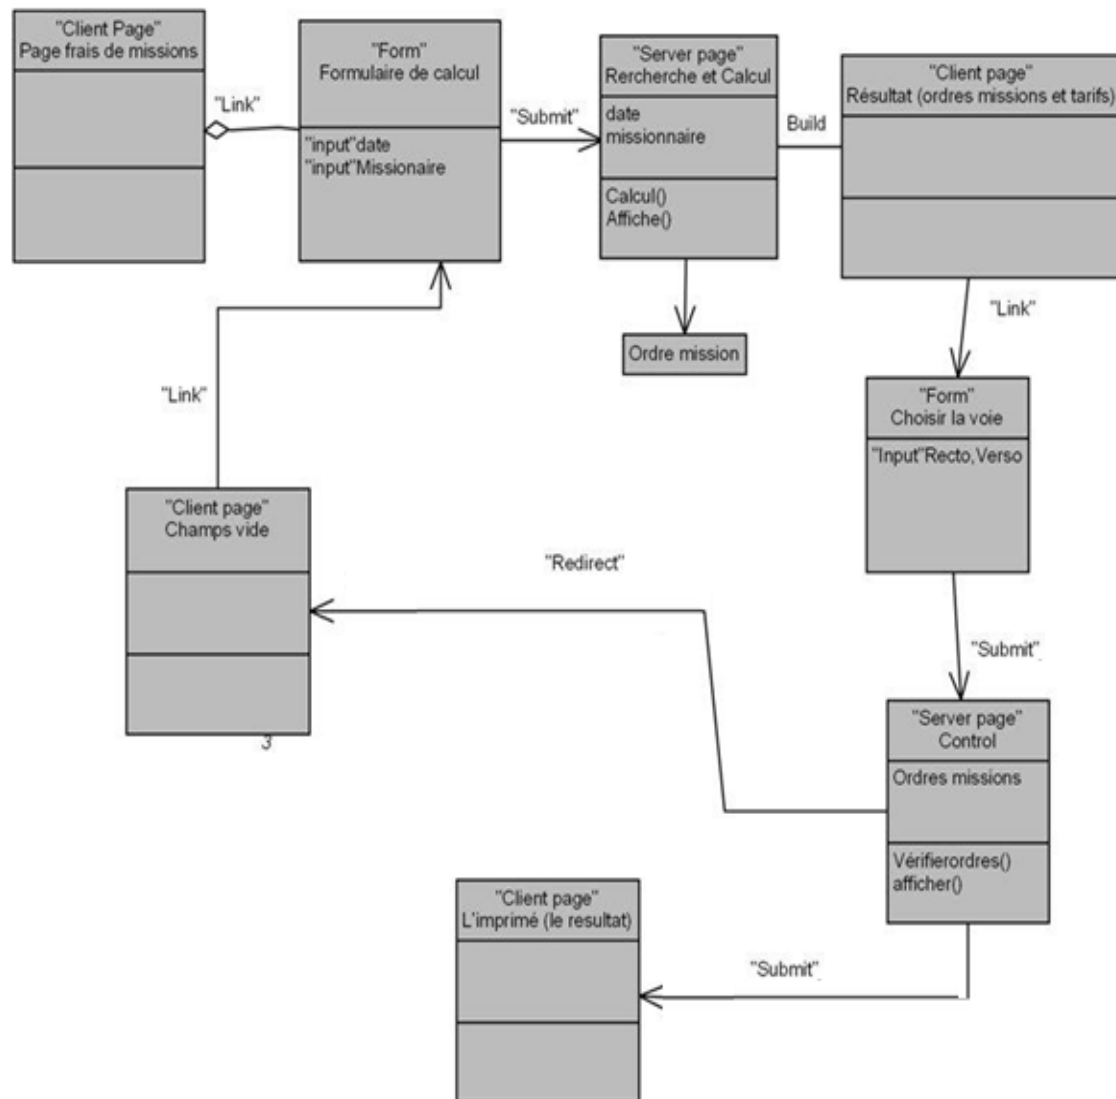 "Client Page"
Page frais de missions
"Link"
"Form"
Formulaire de calcul
"input"date
"input"Missionaire
"Submit"
"Server page"
Rercherche et Calcul
date
missionnaire
Calcul()
Affiche()
Build
"Client page"
Résultat (ordres missions et tarifs)
"Link"
Ordre mission
"Form"
Choisir la voie
"Input"Recto,Verso
"Link"
"Client page"
Champs vide
3
"Redirect"
"Submit"
"Server page"
Control
Ordres missions
Vérifierordres()
afficher()
"Client page"
L'imprimé (le resultat)
"Submit"